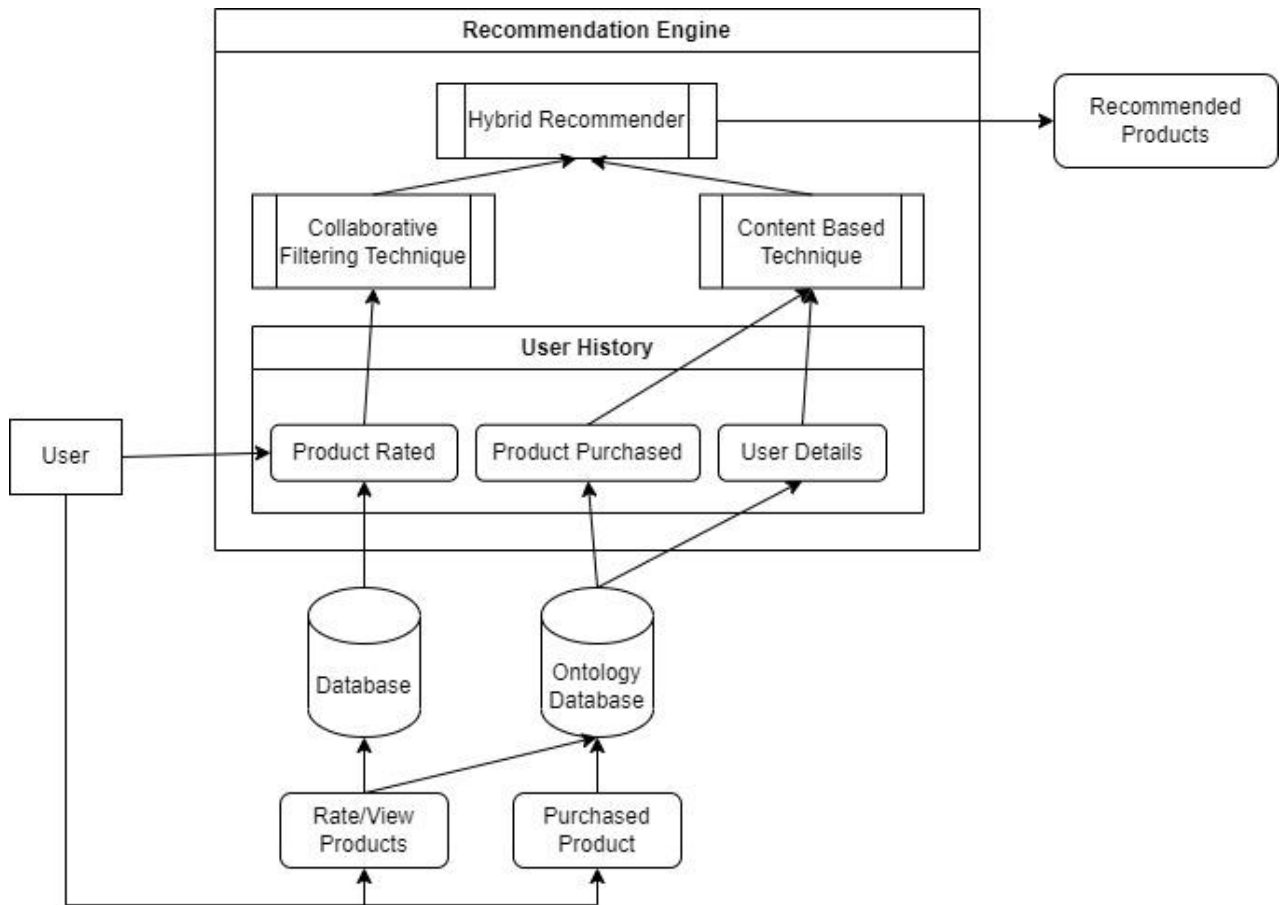 Recommendation Engine
Hybrid Recommender
Recommended
Products
Collaborative
Filtering Technique
Content Based
Technique
User History
User
Product Rated
Product Purchased
User Details
Database
Ontology
Database
Rate/View
Products
Purchased
Product